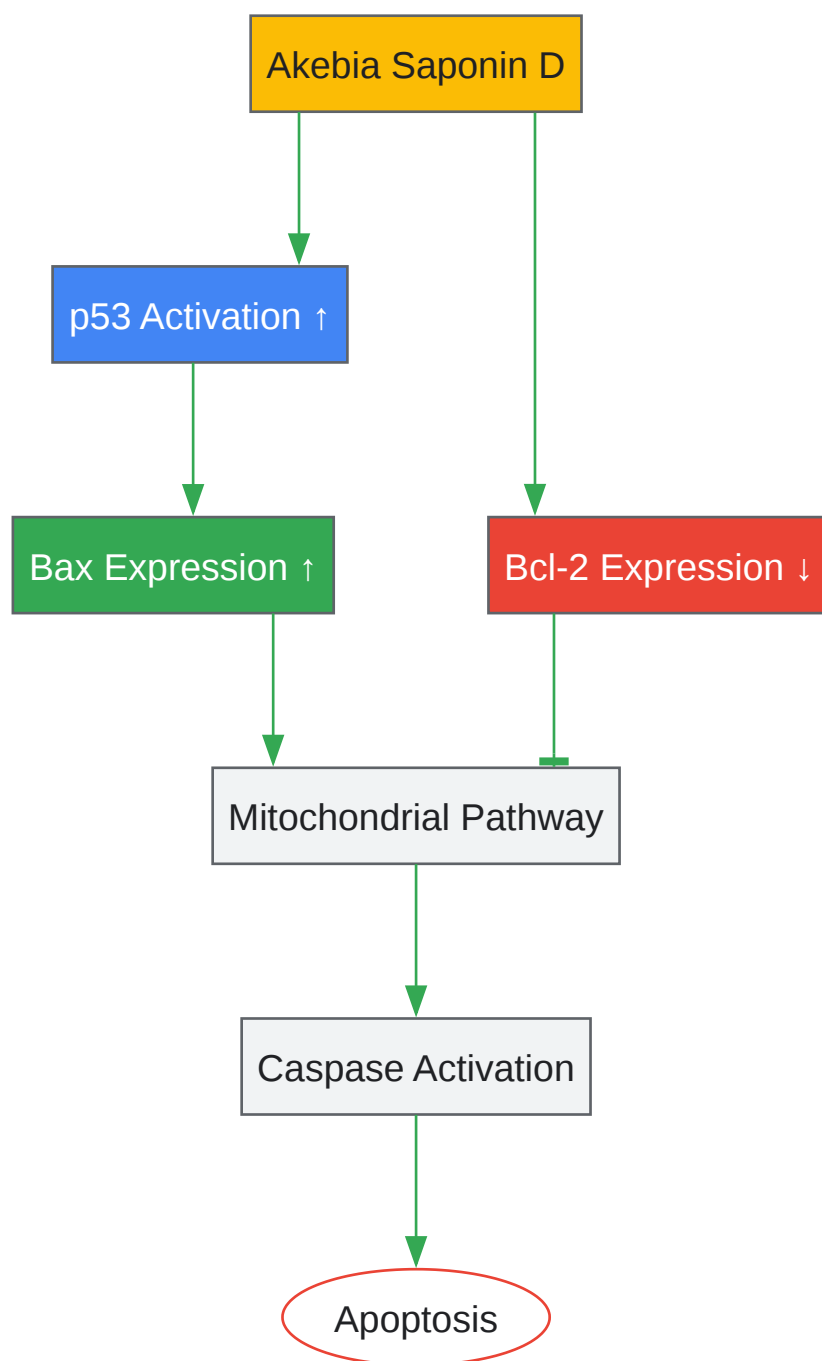 Akebia Saponin D
p53 Activation ↑
Bax Expression ↑
Bcl-2 Expression ↓
Mitochondrial Pathway
Caspase Activation
Apoptosis